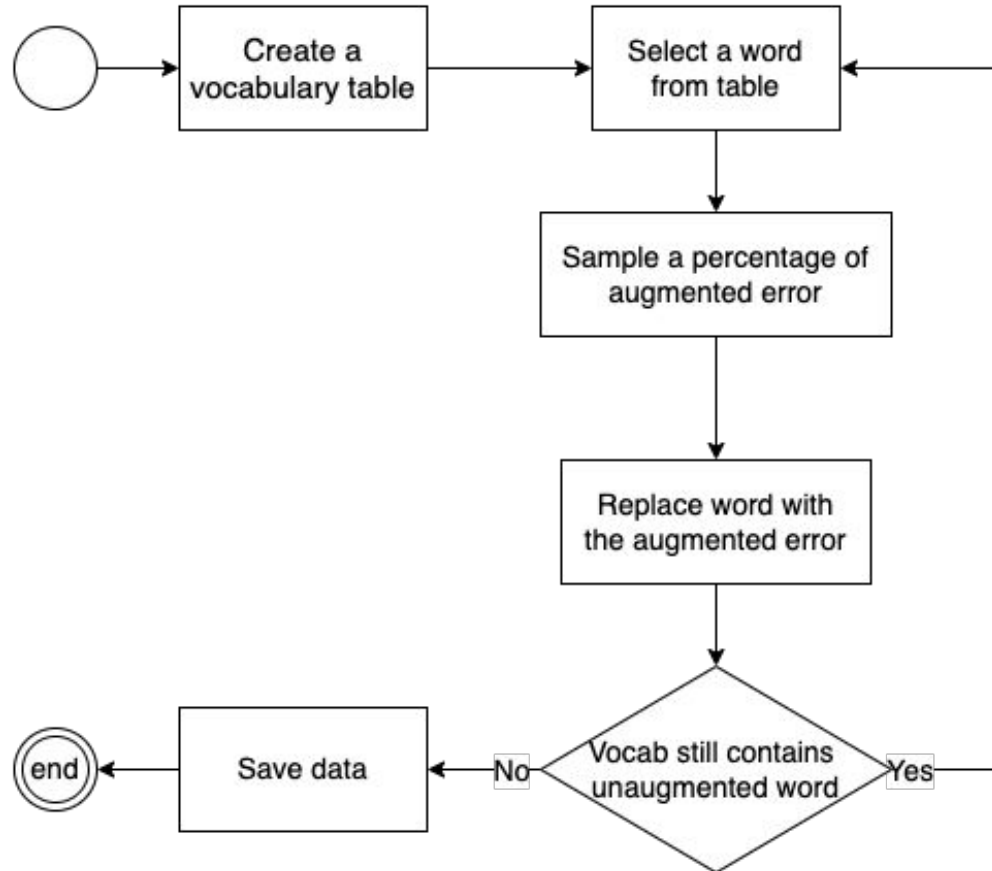 Create a
vocabulary table
Select a word
from table
Sample a percentage of
augmented error
Replace word with
the augmented error
Vocab still contains
unaugmented word
Yes
No
Save data
end